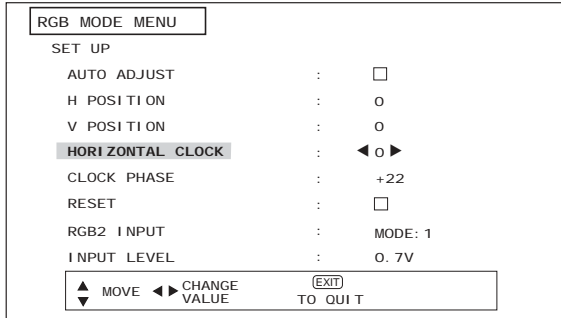 RGB MODE MENU
SET UP
AUTO ADJUST : □
H POSITION : 0
V POSITION : 0
HORIZONTAL CLOCK : ◀ 0 ▶
CLOCK PHASE : +22
RESET : □
RGB2 INPUT : MODE: 1
INPUT LEVEL : 0. 7V
▲▼ MOVE ◀ ▶ CHANGE VALUE EXIT TO QUIT